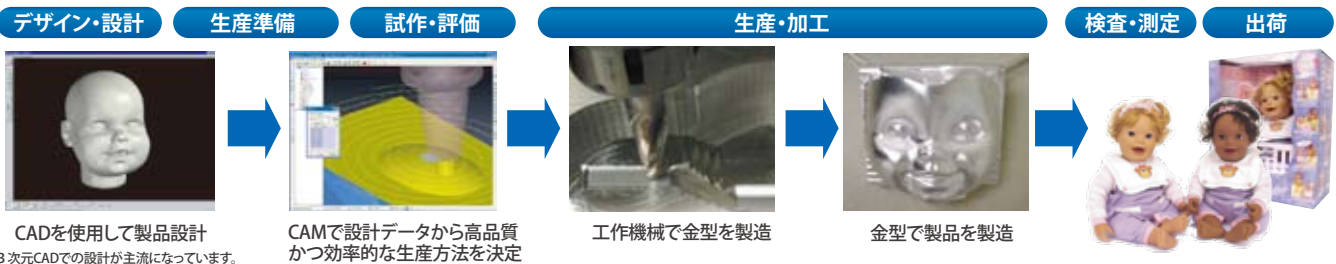 デザイン・設計
生産準備
試作・評価
生産・加工
検査・測定
出荷
CADを使用して製品設計
3次元CADでの設計が主流になっています。
CAMで設計データから高品質
かつ効率的な生産方法を決定
工作機械で金型を製造
金型で製品を製造